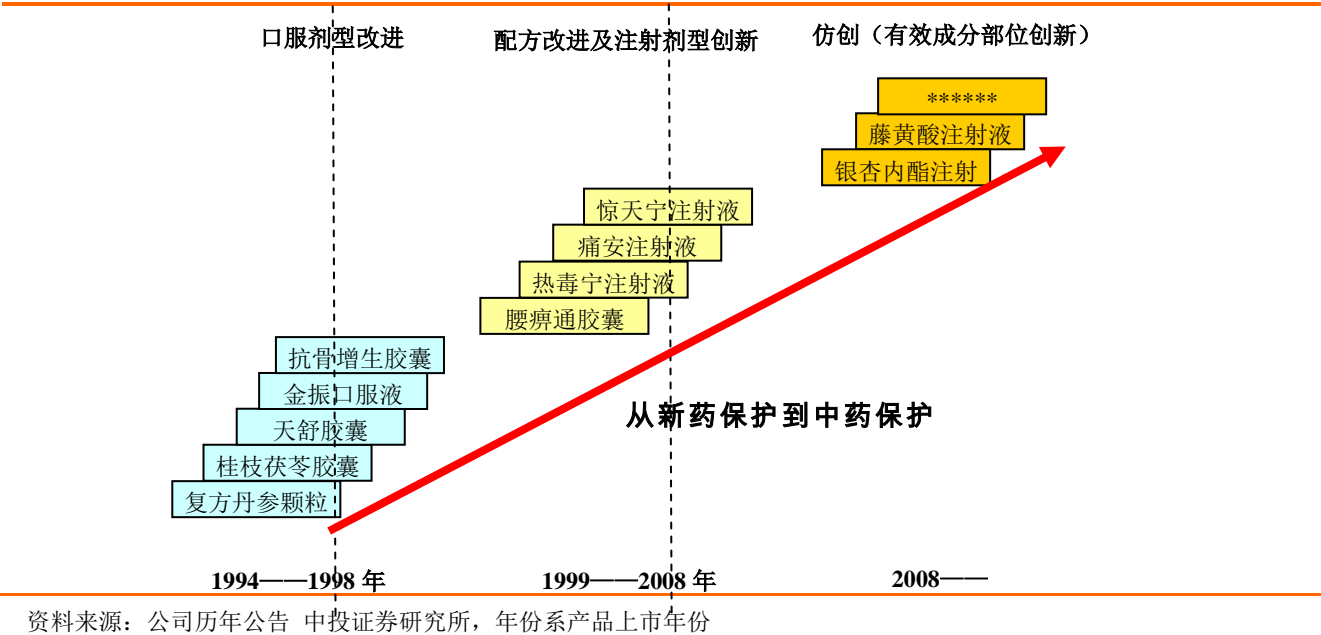 口服剂型改进
配方改进及注射剂型创新
仿创（有效成分部位创新）
******
藤黄酸注射液
银杏内酯注射
惊天宁注射液
痛安注射液
热毒宁注射液
腰痹通胶囊
抗骨增生胶囊
金振口服液
天舒胶囊
桂枝茯苓胶囊
复方丹参颗粒
从新药保护到中药保护
1994——1998 年
1999——2008 年
2008——
资料来源：公司历年公告 中投证券研究所，年份系产品上市年份